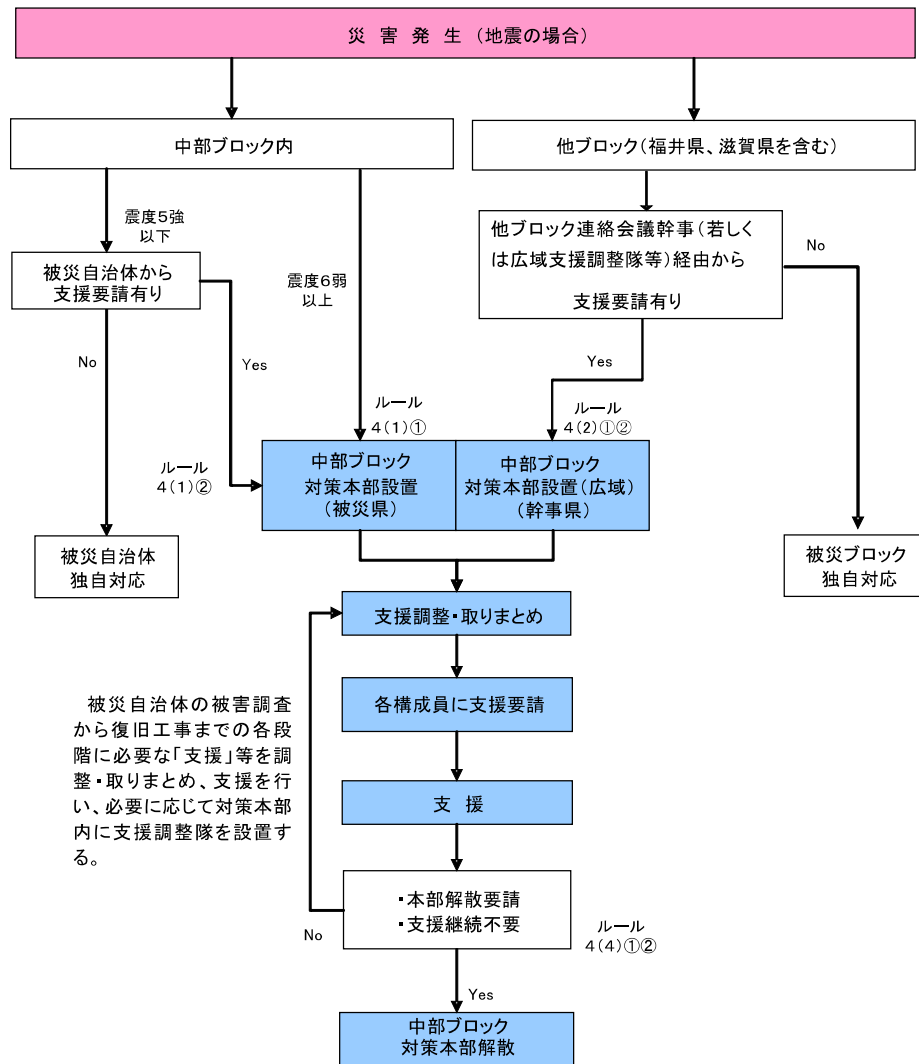 災 害 発 生 (地震の場合)
中部ブロック内
他ブロック(福井県、滋賀県を含む)
震度5強
以下
被災自治体から
支援要請有り
震度6弱
以上
他ブロック連絡会議幹事(若しく
は広域支援調整隊等)経由から
支援要請有り
No
No
Yes
Yes
ルール
4(1)①
ルール
4(2)①②
ルール
4(1)②
中部ブロック
対策本部設置
(被災県)
中部ブロック
対策本部設置(広域)
(幹事県)
被災自治体
独自対応
被災ブロック
独自対応
支援調整・取りまとめ
各構成員に支援要請
被災自治体の被害調査
から復旧工事までの各段
階に必要な「支援」等を調
整・取りまとめ、支援を行
い、必要に応じて対策本部
内に支援調整隊を設置す
る。
支 援
・本部解散要請
・支援継続不要
No
ルール
4(4)①②
Yes
中部ブロック
対策本部解散